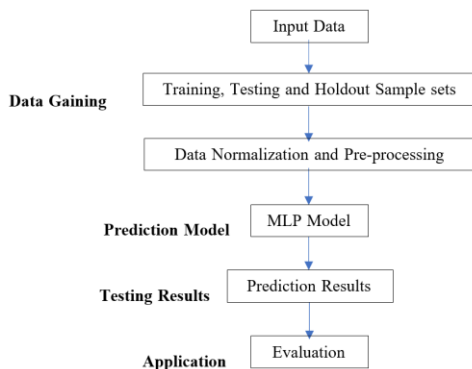 Input Data
Training, Testing and Holdout Sample sets
Data Gaining
Data Normalization and Pre-processing
MLP Model
Prediction Model
Prediction Results
Testing Results
Evaluation
Application